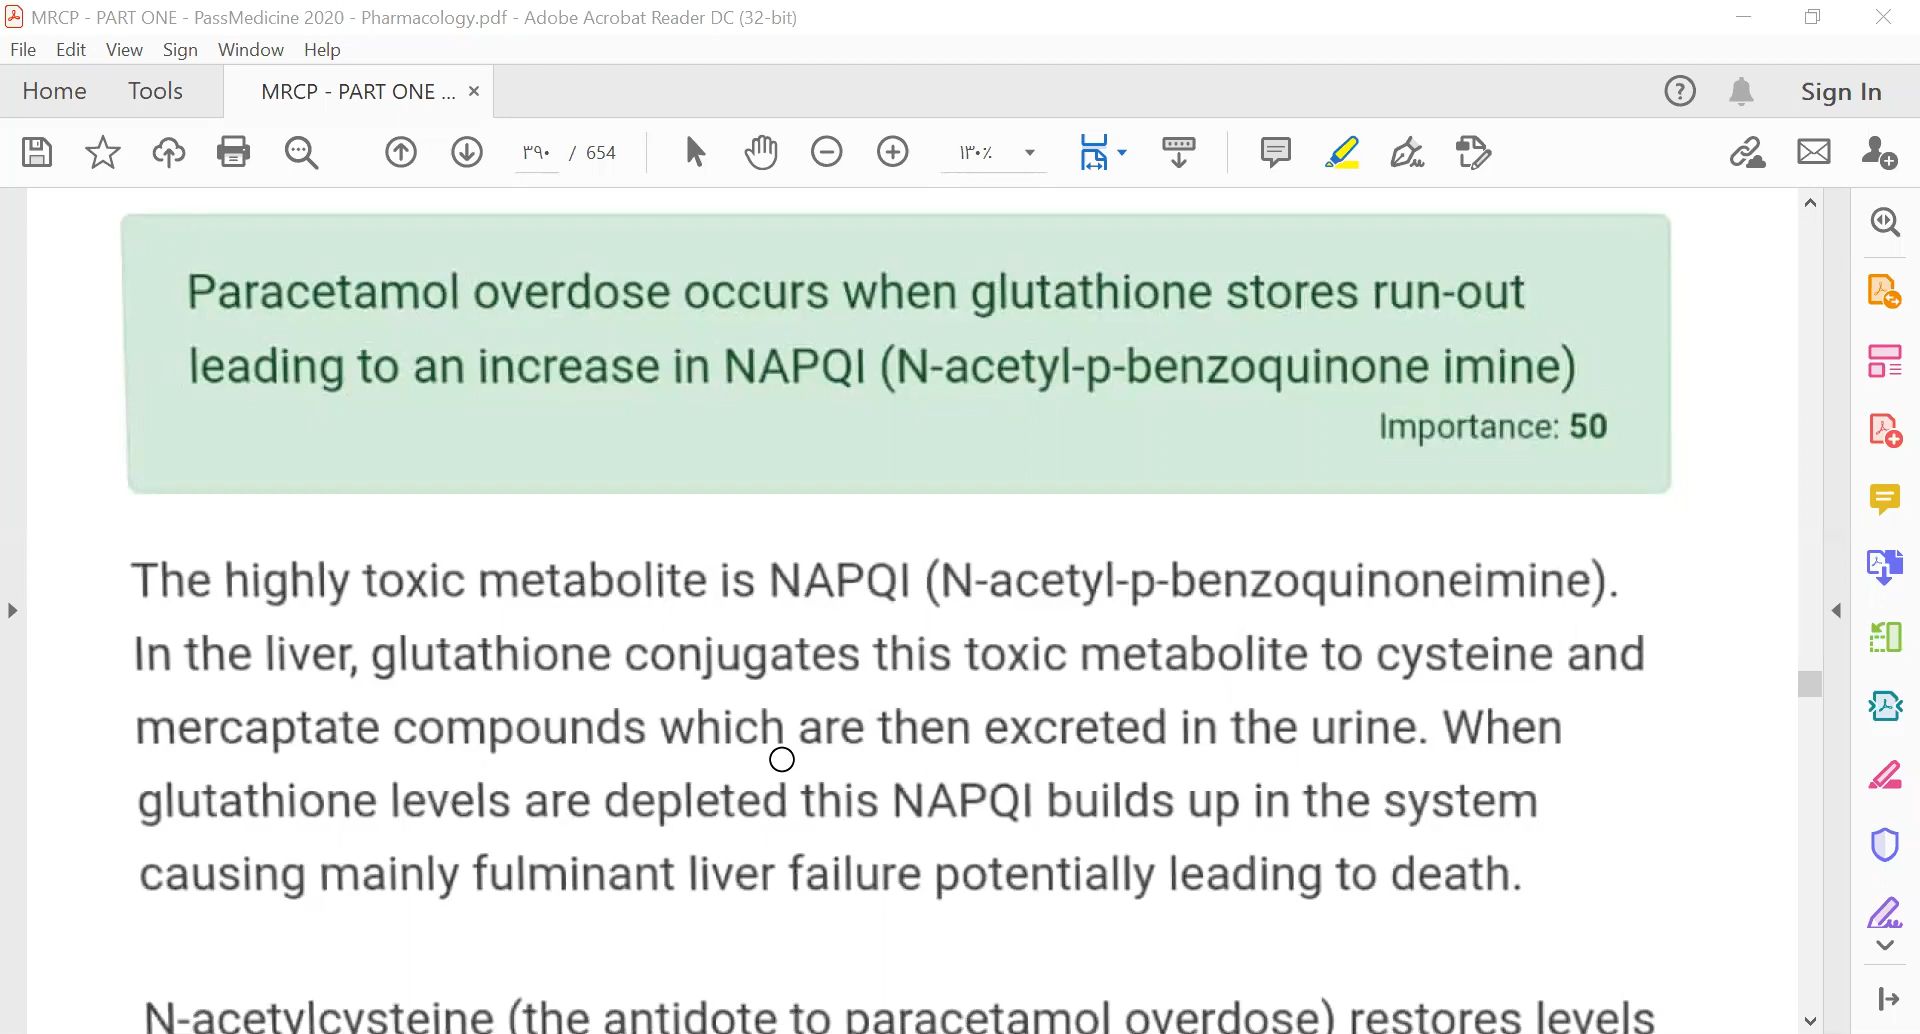 MRCP - PART ONE - PassMedicine 2020 - Pharmacology.pdf - Adobe Acrobat Reader DC (32-bit)
File Edit View Sign Window Help
Home Tools MRCP - PART ONE ... × Sign In
٣٩٠ / 654 ١٣٠٪
Paracetamol overdose occurs when glutathione stores run-out
leading to an increase in NAPQI (N-acetyl-p-benzoquinone imine)
Importance: 50
The highly toxic metabolite is NAPQI (N-acetyl-p-benzoquinoneimine).
In the liver, glutathione conjugates this toxic metabolite to cysteine and
mercaptate compounds which are then excreted in the urine. When
glutathione levels are depleted this NAPQI builds up in the system
causing mainly fulminant liver failure potentially leading to death.
N-acetylcysteine (the antidote to paracetamol overdose) restores levels